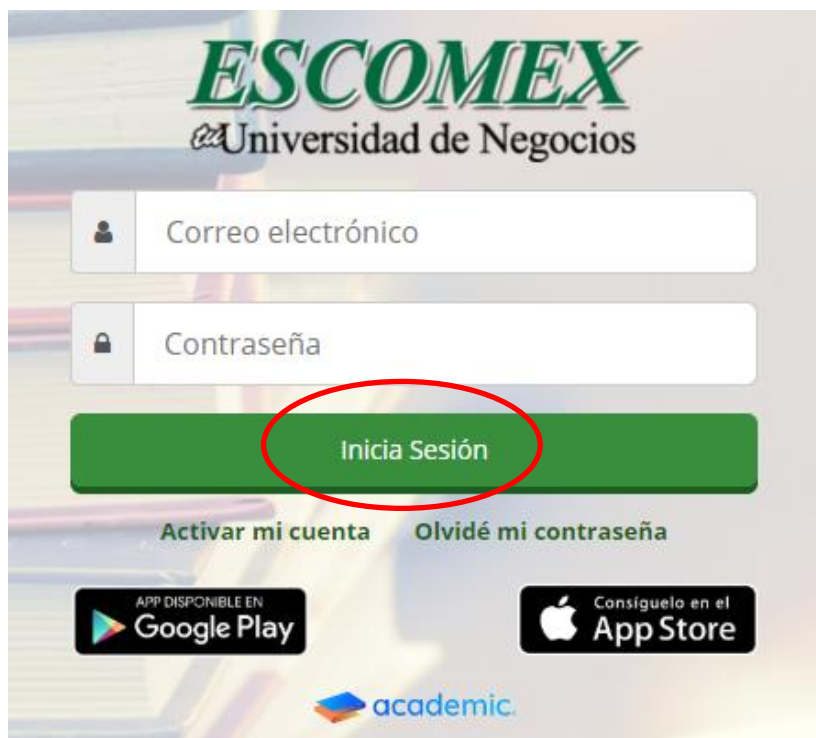 ESCOMEX
tu Universidad de Negocios
Correo electrónico
Contraseña
Inicia Sesión
Activar mi cuenta Olvidé mi contraseña
APP DISPONIBLE EN
Google Play
Consíguelo en el
App Store
academic.